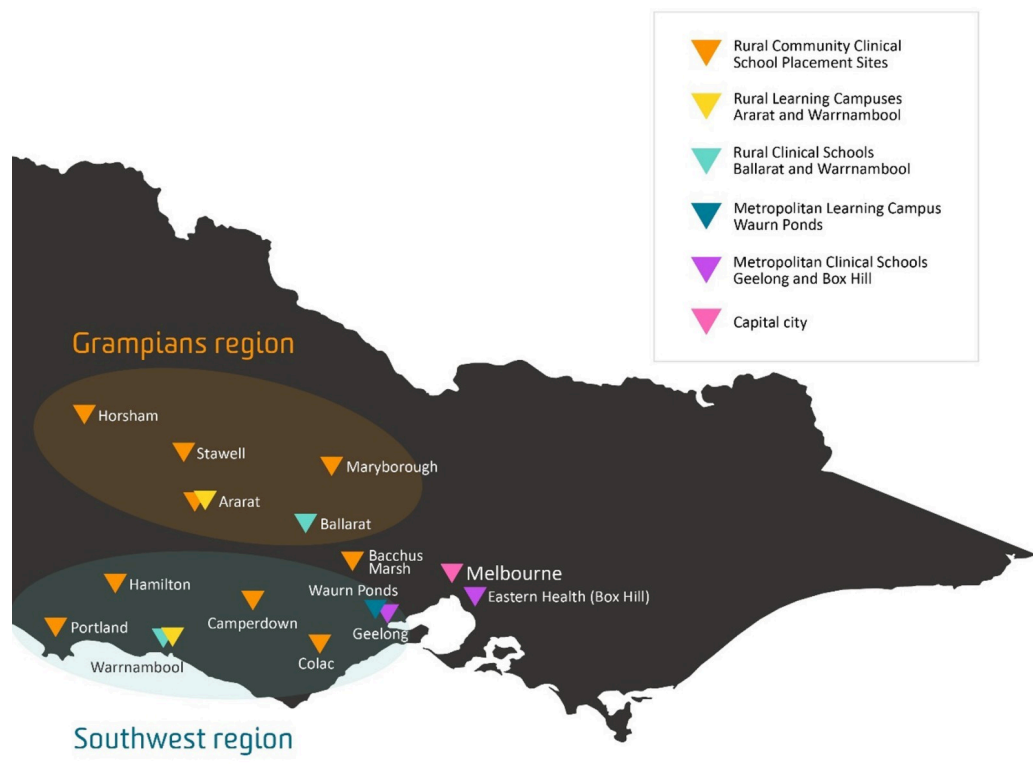 Rural Community Clinical
School Placement Sites
Rural Learning Campuses
Ararat and Warrnambool
Rural Clinical Schools
Ballarat and Warrnambool
Metropolitan Learning Campus
Waurn Ponds
Metropolitan Clinical Schools
Geelong and Box Hill
Capital city
Grampians region
Horsham
Stawell
Maryborough
Ararat
Ballarat
Bacchus
Marsh
Melbourne
Hamilton
Waurn Ponds
Eastern Health (Box Hill)
Camperdown
Portland
Geelong
Warrnambool
Colac
Southwest region